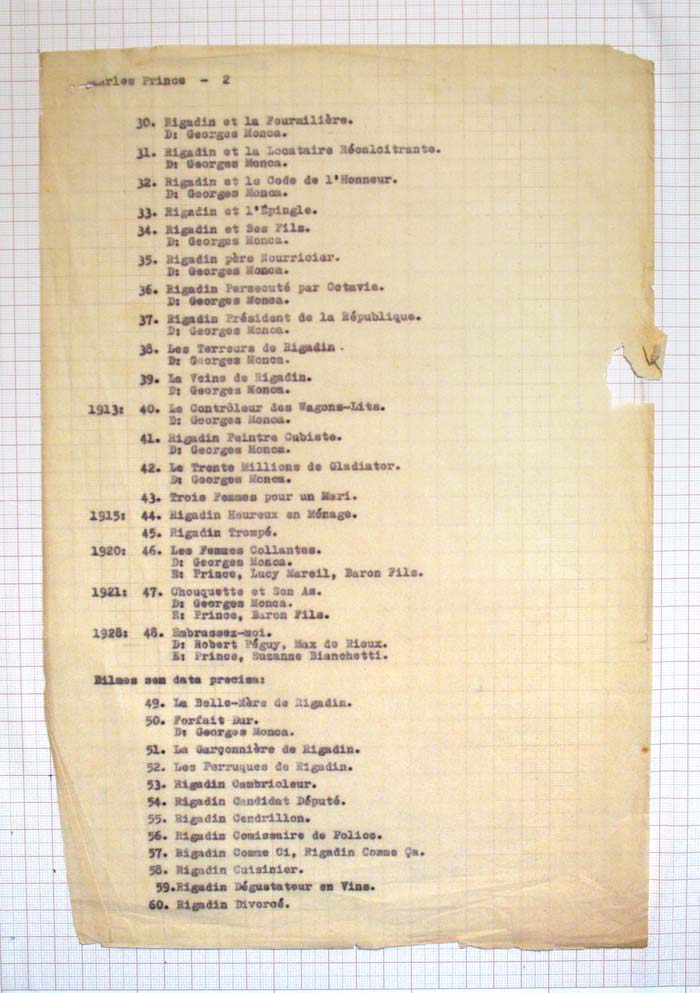 Charles Prince - 2
30. Rigadin et la Fourmilière.
D: Georges Monca.
31. Rigadin et la Locataire Récalcitrante.
D: Georges Monca.
32. Rigadin et le Code de l'Honneur.
D: Georges Monca.
33. Rigadin et l'Épingle.
34. Rigadin et Ses Fils.
D: Georges Monca.
35. Rigadin père Nourricier.
D: Georges Monca.
36. Rigadin Persecuté par Octavie.
D: Georges Monca.
37. Rigadin Président de la République.
D: Georges Monca.
38. Les Terreurs de Rigadin.
D: Georges Monca.
39. La Veine de Rigadin.
D: Georges Monca.
1913: 40. Le Contrôleur des Wagons-Lits.
D: Georges Monca.
41. Rigadin Peintre Cubiste.
D: Georges Monca.
42. Le Trente Millions de Gladiator.
D: Georges Monca.
43. Trois Femmes pour un Mari.
1915: 44. Rigadin Heureux en Ménage.
45. Rigadin Trompé.
1920: 46. Les Femmes Collantes.
D: Georges Monca.
E: Prince, Lucy Mareil, Baron Fils.
1921: 47. Chouquette et Son As.
D: Georges Monca.
E: Prince, Baron Fils.
1928: 48. Embrassez-moi.
D: Robert Péguy, Max de Rieux.
E: Prince, Suzanne Bianchetti.
Filmes sem data precisa:
49. La Belle-Mère de Rigadin.
50. Forfait Dur.
D: Georges Monca.
51. La Garçonnière de Rigadin.
52. Les Perruques de Rigadin.
53. Rigadin Cambrioleur.
54. Rigadin Candidat Député.
55. Rigadin Cendrillon.
56. Rigadin Comissaire de Police.
57. Rigadin Comme Ci, Rigadin Comme Ça.
58. Rigadin Cuisinier.
59.Rigadin Dégustateur en Vins.
60. Rigadin Divorcé.